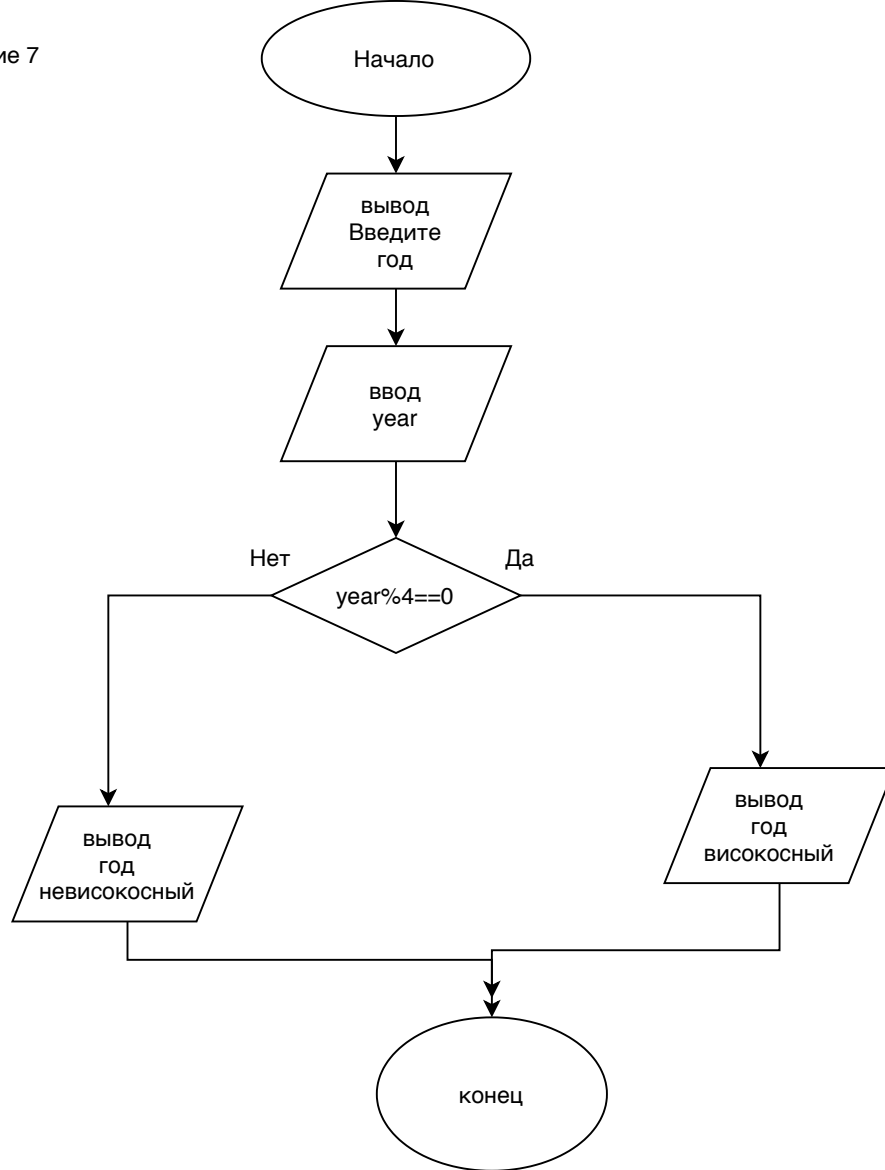 ие 7
Начало
вывод
Введите
год
ввод
year
Нет
Да
year%4==0
вывод
год
високосный
вывод
год
невисокосный
конец